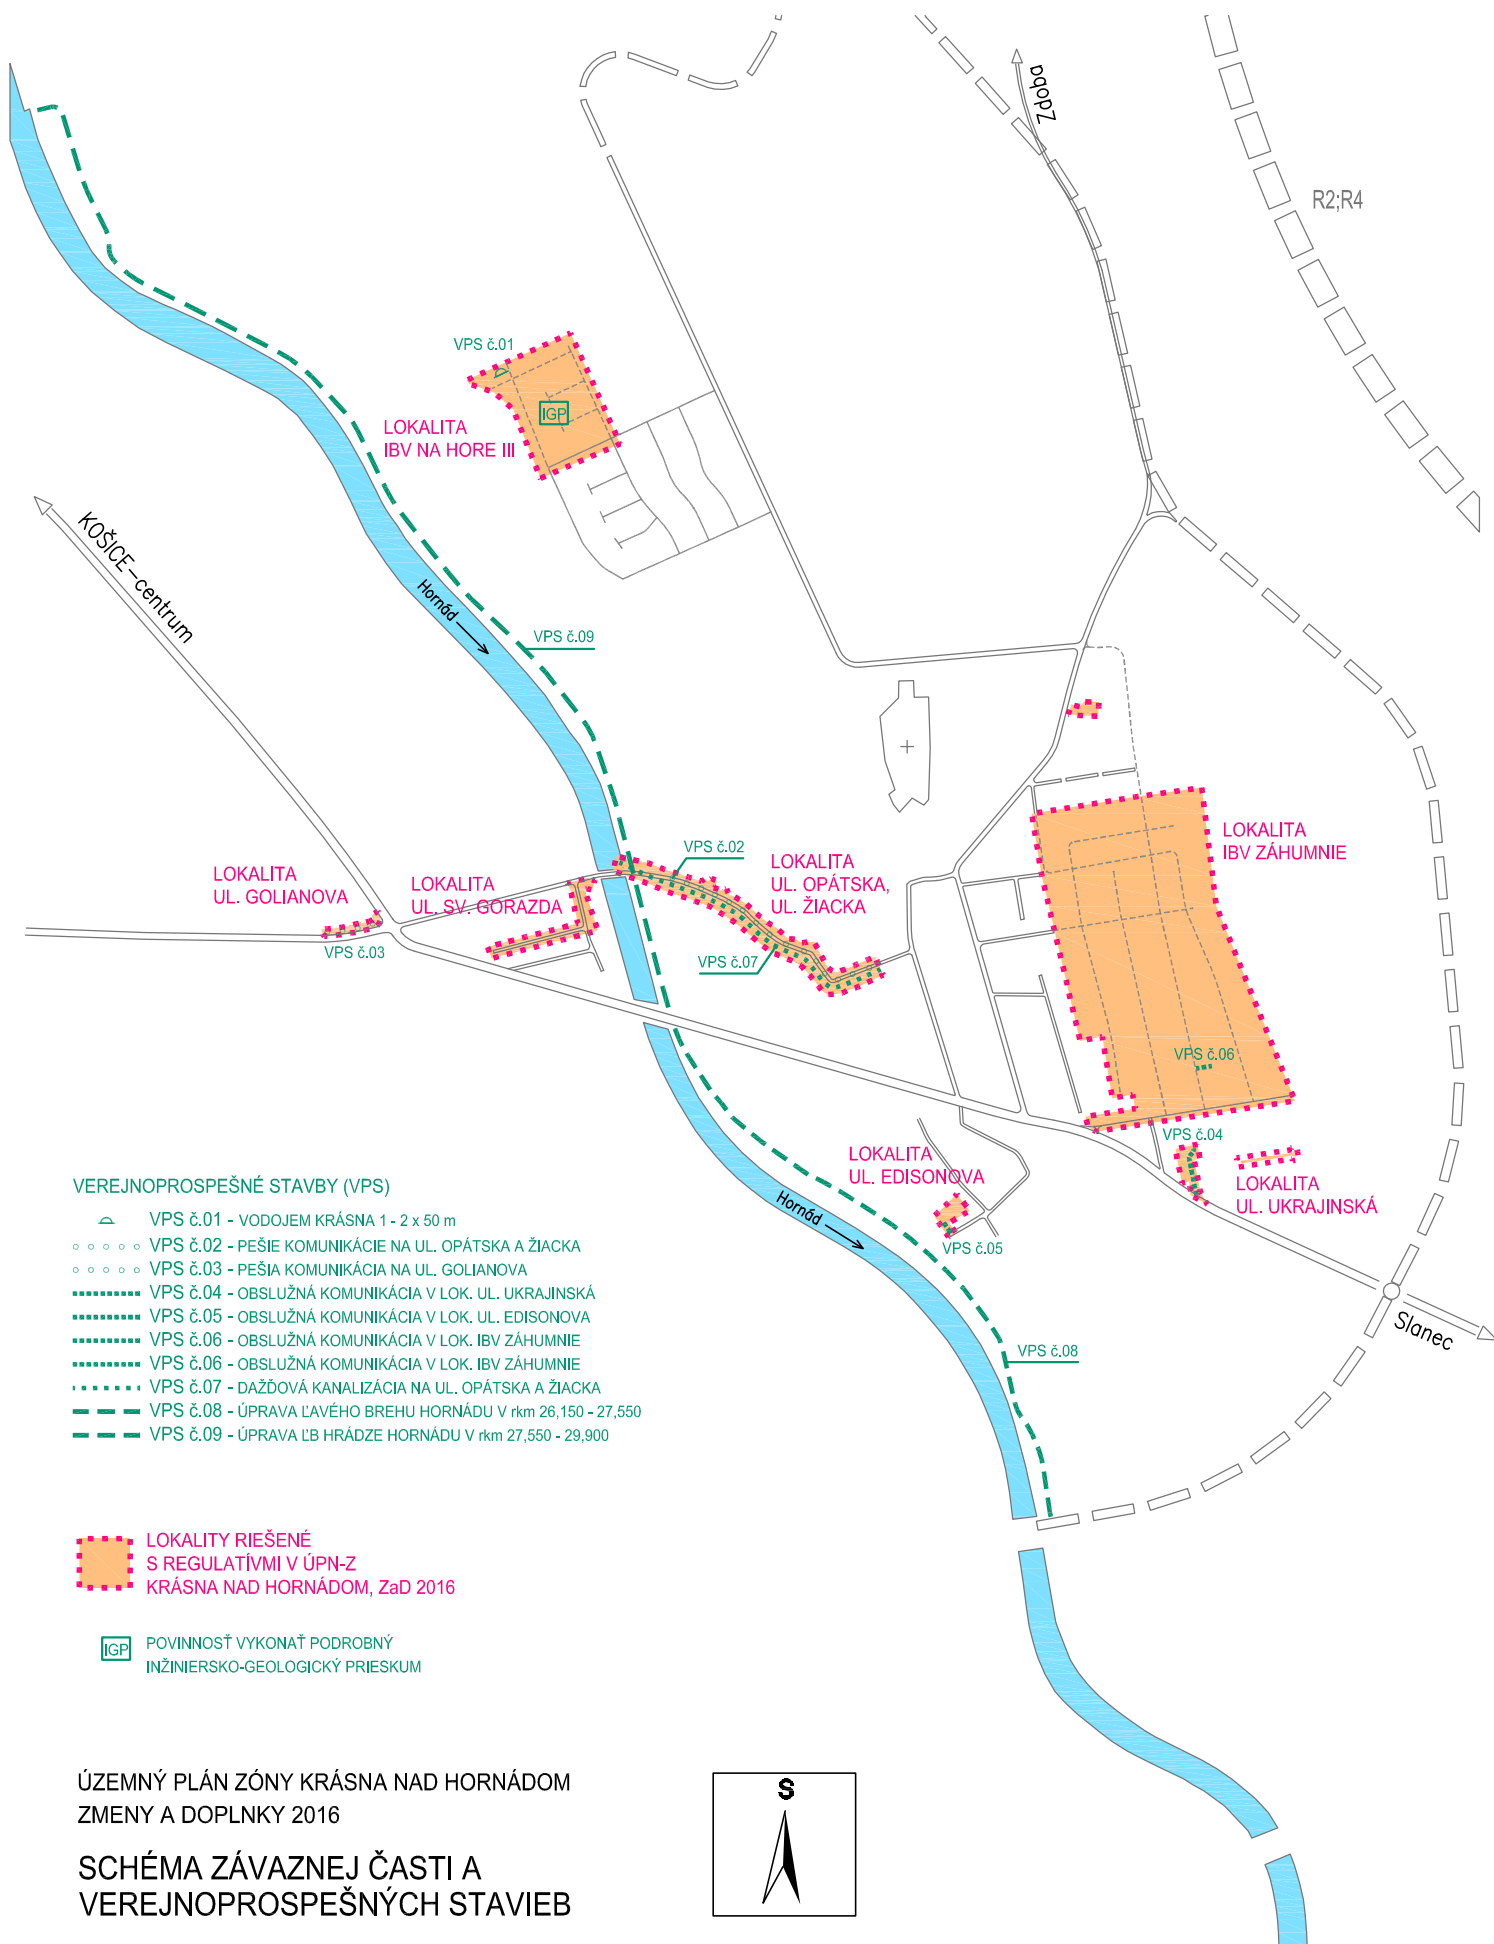 Zdoba
R2;R4
VPS č.01
IGP
LOKALITA
IBV NA HORE III
KOŠICE-centrum
Hornád
VPS č.09
LOKALITA
UL. GOLIANOVA
VPS č.03
LOKALITA
UL. SV. GORAZDA
VPS č.02
LOKALITA
UL. OPÁTSKA,
UL. ŽIACKA
VPS č.07
LOKALITA
IBV ZÁHUMNIE
VPS č.06
VPS č.04
LOKALITA
UL. UKRAJINSKÁ
LOKALITA
UL. EDISONOVA
VPS č.05
Hornád
Slanec
VPS č.08
VEREJNOPROSPEŠNÉ STAVBY (VPS)
VPS č.01 - VODOJEM KRÁSNA 1 - 2 x 50 m
VPS č.02 - PEŠIE KOMUNIKÁCIE NA UL. OPÁTSKA A ŽIACKA
VPS č.03 - PEŠIA KOMUNIKÁCIA NA UL. GOLIANOVA
VPS č.04 - OBSLUŽNÁ KOMUNIKÁCIA V LOK. UL. UKRAJINSKÁ
VPS č.05 - OBSLUŽNÁ KOMUNIKÁCIA V LOK. UL. EDISONOVA
VPS č.06 - OBSLUŽNÁ KOMUNIKÁCIA V LOK. IBV ZÁHUMNIE
VPS č.06 - OBSLUŽNÁ KOMUNIKÁCIA V LOK. IBV ZÁHUMNIE
VPS č.07 - DAŽĎOVÁ KANALIZÁCIA NA UL. OPÁTSKA A ŽIACKA
VPS č.08 - ÚPRAVA ĽAVÉHO BREHU HORNÁDU V rkm 26,150 - 27,550
VPS č.09 - ÚPRAVA ĽB HRÁDZE HORNÁDU V rkm 27,550 - 29,900
LOKALITY RIEŠENÉ
S REGULATÍVMI V ÚPN-Z
KRÁSNA NAD HORNÁDOM, ZaD 2016
IGP
POVINNOSŤ VYKONAŤ PODROBNÝ
INŽINIERSKO-GEOLOGICKÝ PRIESKUM
ÚZEMNÝ PLÁN ZÓNY KRÁSNA NAD HORNÁDOM
ZMENY A DOPLNKY 2016
SCHÉMA ZÁVAZNEJ ČASTI A
VEREJNOPROSPEŠNÝCH STAVIEB
S